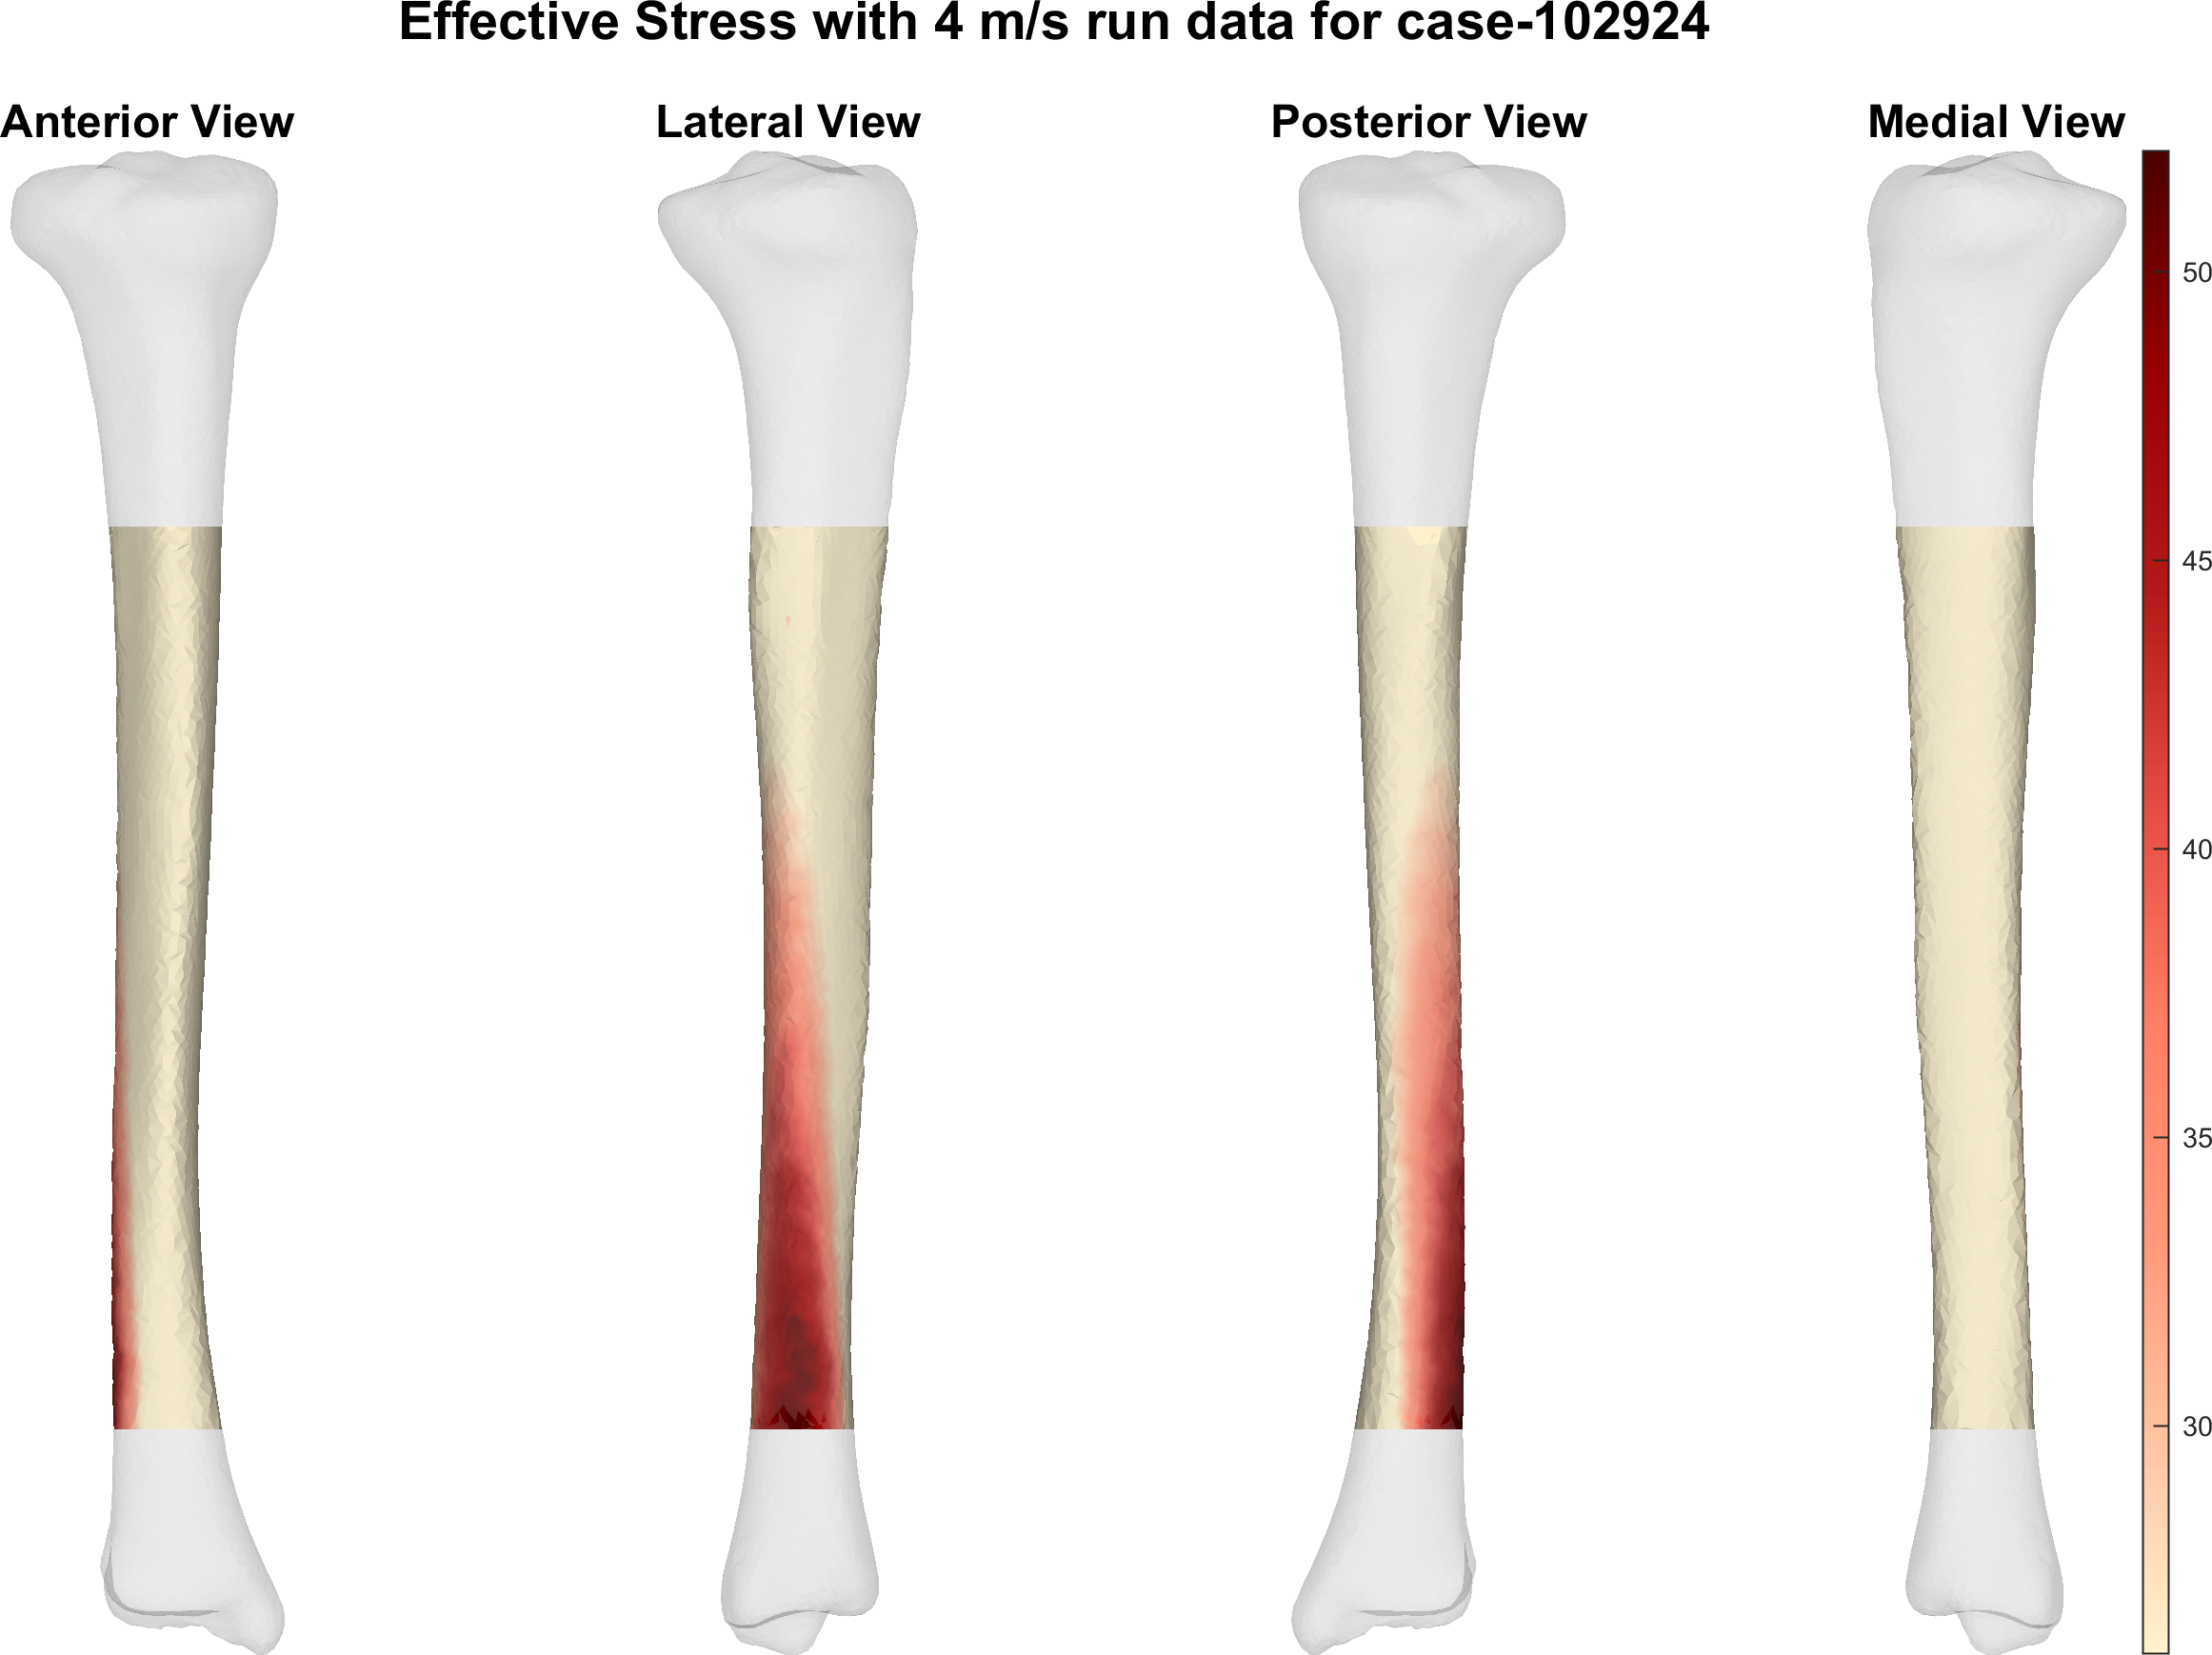 Effective Stress with 4 m/s run data for case-102924
Anterior View
Lateral View
Posterior View
Medial View
50
45
40
35
30